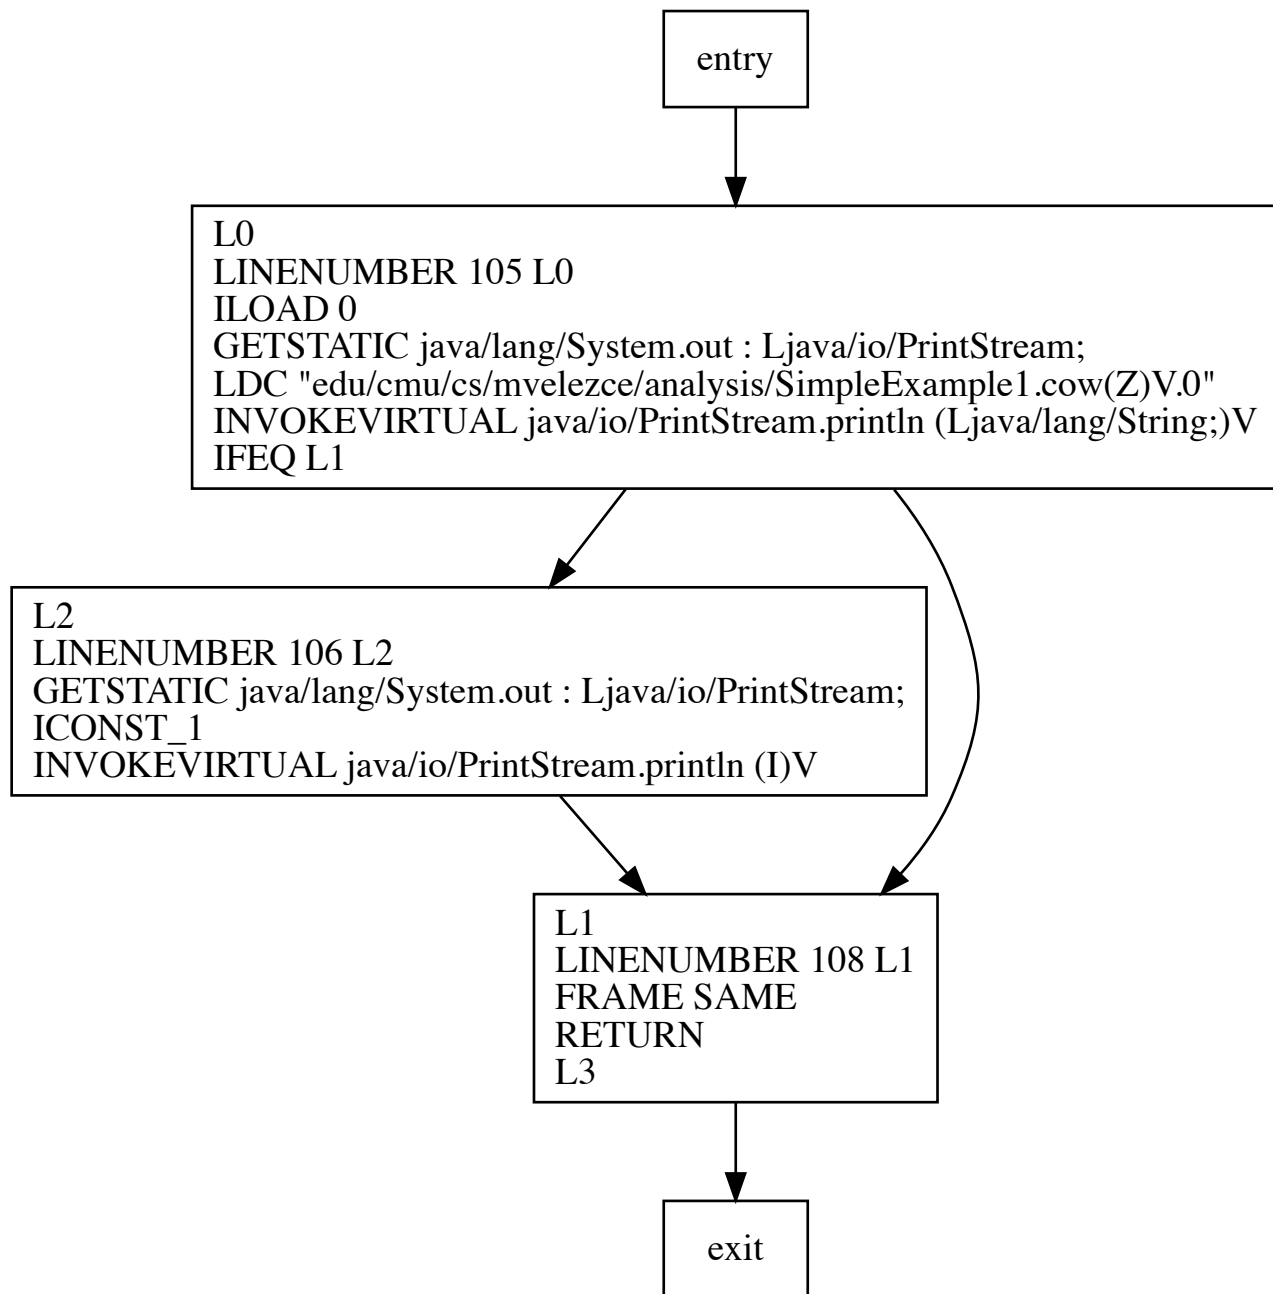 entry
L0
LINENUMBER 105 L0
ILOAD 0
GETSTATIC java/lang/System.out : Ljava/io/PrintStream;
LDC "edu/cmu/cs/mvelezce/analysis/SimpleExample1.cow(Z)V.0"
INVOKEVIRTUAL java/io/PrintStream.println (Ljava/lang/String;)V
IFEQ L1
L2
LINENUMBER 106 L2
GETSTATIC java/lang/System.out : Ljava/io/PrintStream;
ICONST_1
INVOKEVIRTUAL java/io/PrintStream.println (I)V
L1
LINENUMBER 108 L1
FRAME SAME
RETURN
L3
exit